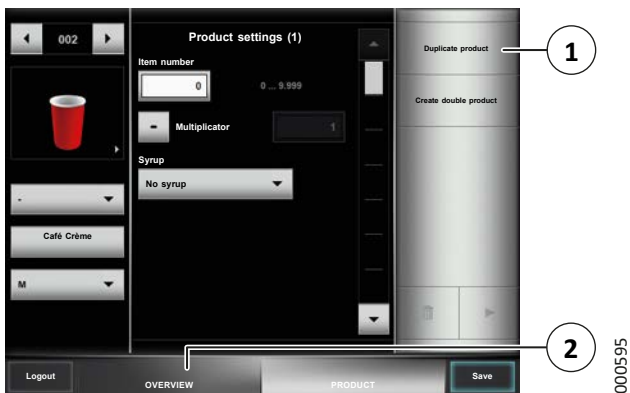 002
Product settings (1)
Item number
0
0 ... 9.999
-
Multiplicator
1
Syrup
No syrup
-
Café Crème
M
Duplicate product
Create double product
1
2
Logout
OVERVIEW
PRODUCT
Save
000595